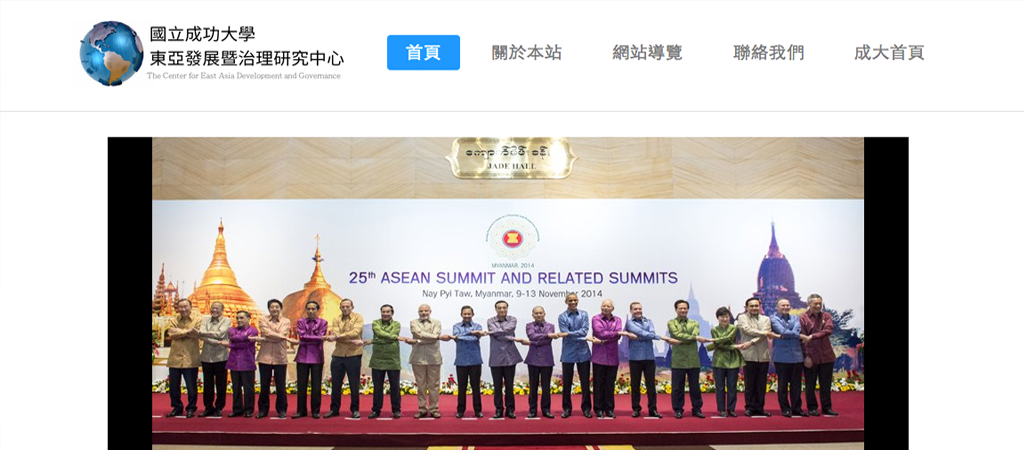 國立成功大學
東亞發展暨治理研究中心
The Center for East Asia Development and Governance
首頁
關於本站
網站導覽
聯絡我們
成大首頁
JADE HALL
MYANMAR, 2014
25th ASEAN SUMMIT AND RELATED SUMMITS
Nay Pyi Taw, Myanmar, 9-13 November 2014